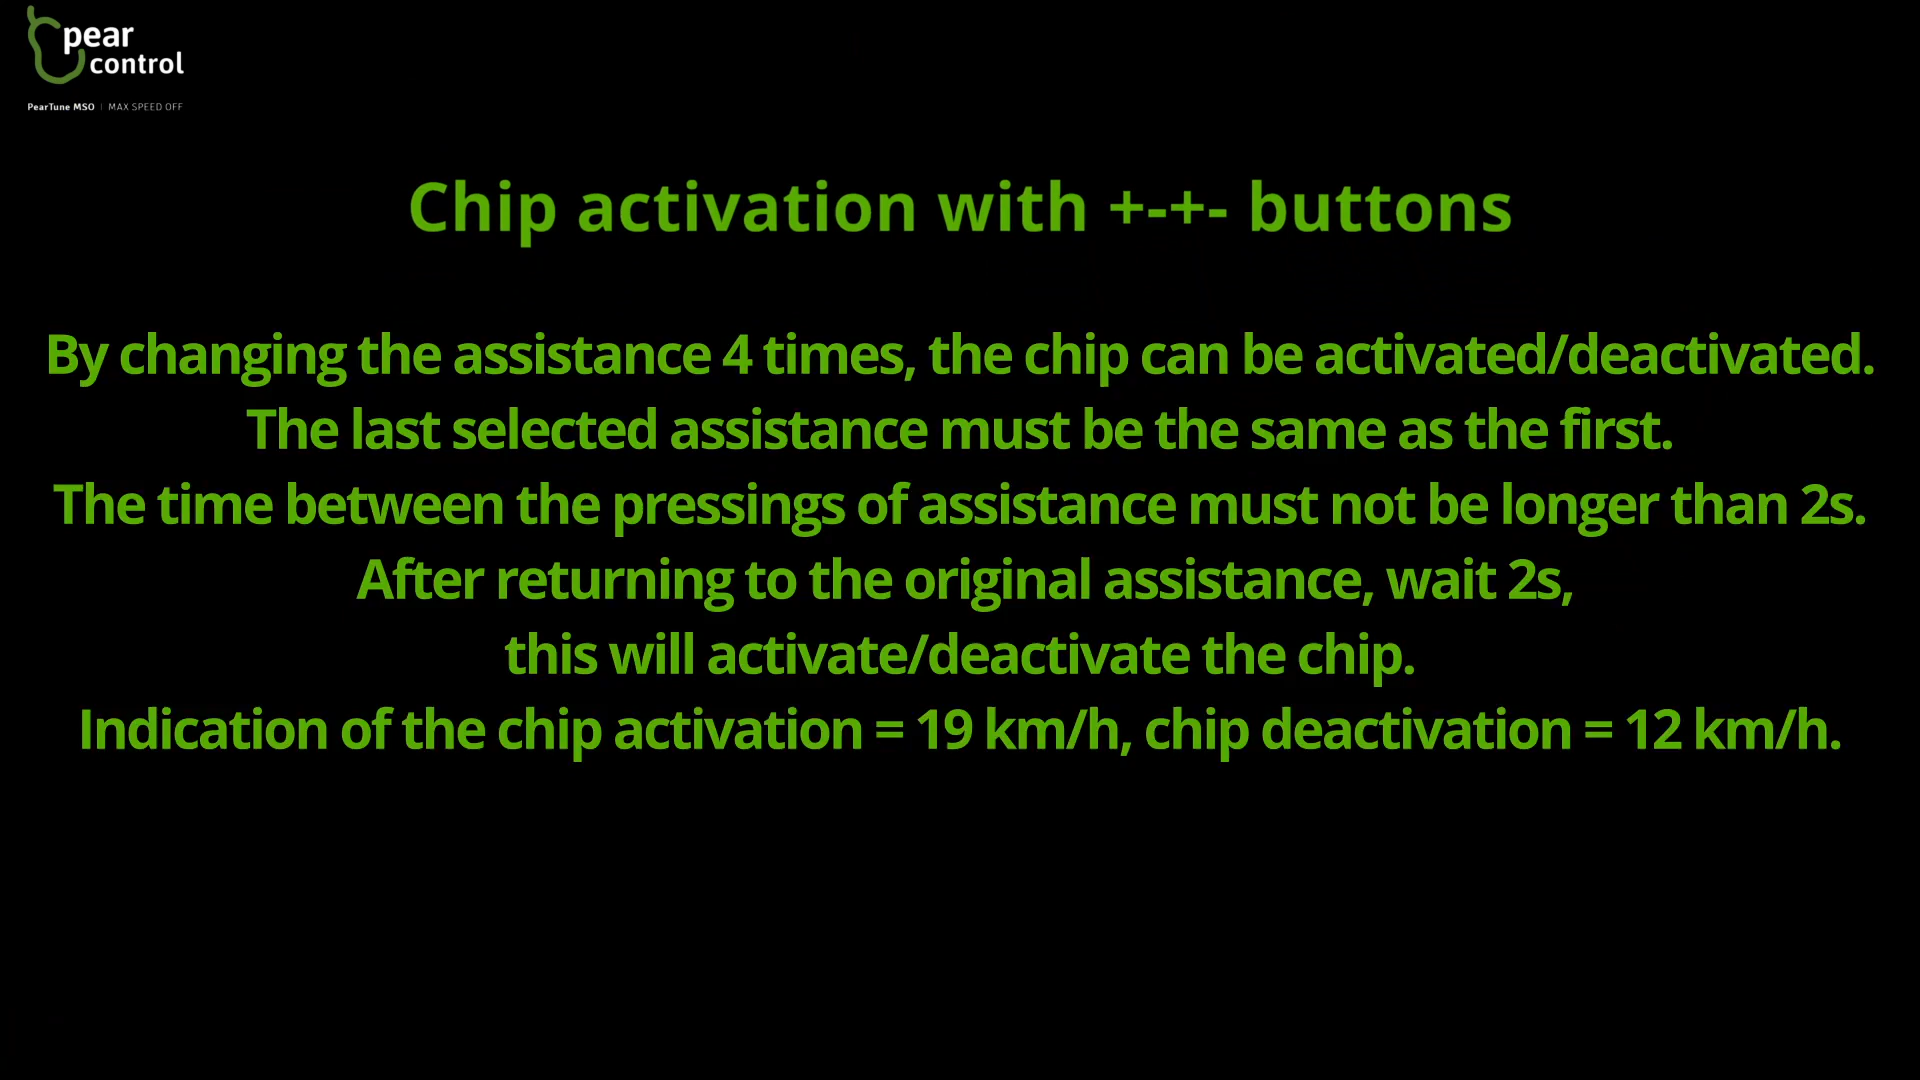 pear
control
PearTune MSO | MAX SPEED OFF
Chip activation with +-+- buttons
By changing the assistance 4 times, the chip can be activated/deactivated.
The last selected assistance must be the same as the first.
The time between the pressings of assistance must not be longer than 2s.
After returning to the original assistance, wait 2s,
this will activate/deactivate the chip.
Indication of the chip activation = 19 km/h, chip deactivation = 12 km/h.